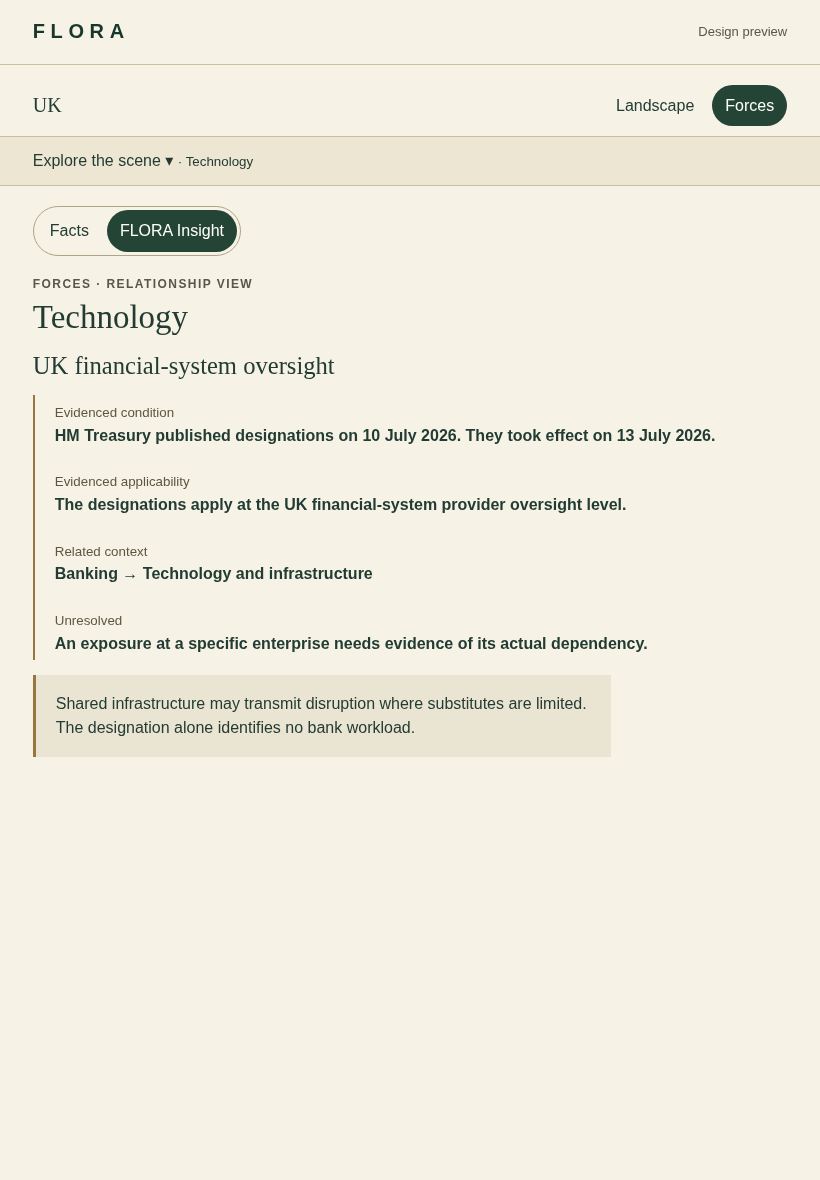 FLORA
Design preview
UK
Landscape
Forces
Explore the scene ▾ · Technology
Facts
FLORA Insight
FORCES · RELATIONSHIP VIEW
Technology
UK financial-system oversight
Evidenced condition
HM Treasury published designations on 10 July 2026. They took effect on 13 July 2026.
Evidenced applicability
The designations apply at the UK financial-system provider oversight level.
Related context
Banking → Technology and infrastructure
Unresolved
An exposure at a specific enterprise needs evidence of its actual dependency.
Shared infrastructure may transmit disruption where substitutes are limited.
The designation alone identifies no bank workload.